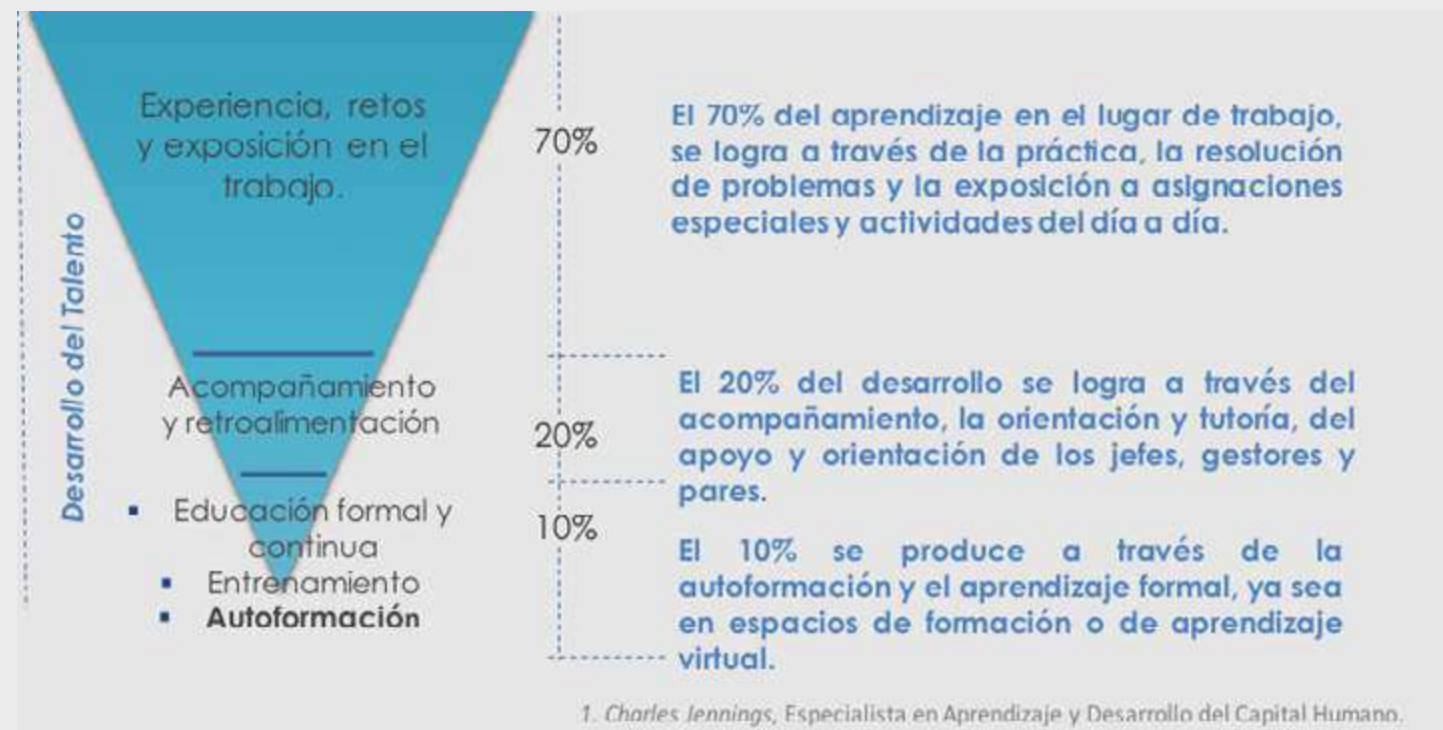 Desarrollo del Talento
Experiencia, retos
y exposición en el
trabajo.
70%
El 70% del aprendizaje en el lugar de trabajo,
se logra a través de la práctica, la resolución
de problemas y la exposición a asignaciones
especiales y actividades del día a día.
Acompañamiento
y retroalimentación
20%
El 20% del desarrollo se logra a través del
acompañamiento, la orientación y tutoría, del
apoyo y orientación de los jefes, gestores y
pares.
▪ Educación formal y
continua
▪ Entrenamiento
▪ Autoformación
10%
El 10% se produce a través de la
autoformación y el aprendizaje formal, ya sea
en espacios de formación o de aprendizaje
virtual.
1. Charles Jennings, Especialista en Aprendizaje y Desarrollo del Capital Humano.